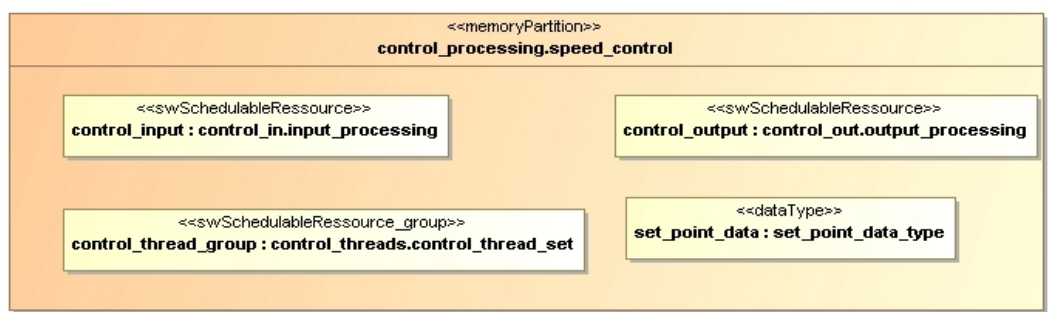 <<memoryPartition>>
control_processing.speed_control
<<swSchedulableRessource>>
control_input : control_in.input_processing
<<swSchedulableRessource>>
control_output : control_out.output_processing
<<swSchedulableRessource_group>>
control_thread_group : control_threads.control_thread_set
<<dataType>>
set_point_data : set_point_data_type